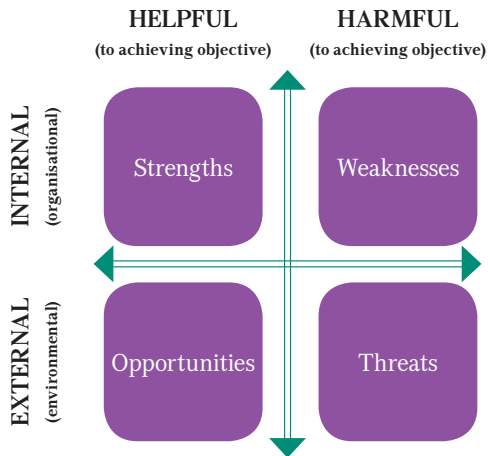 HELPFUL
(to achieving objective)
HARMFUL
(to achieving objective)
INTERNAL
(organisational)
Strengths
Weaknesses
EXTERNAL
(environmental)
Opportunities
Threats